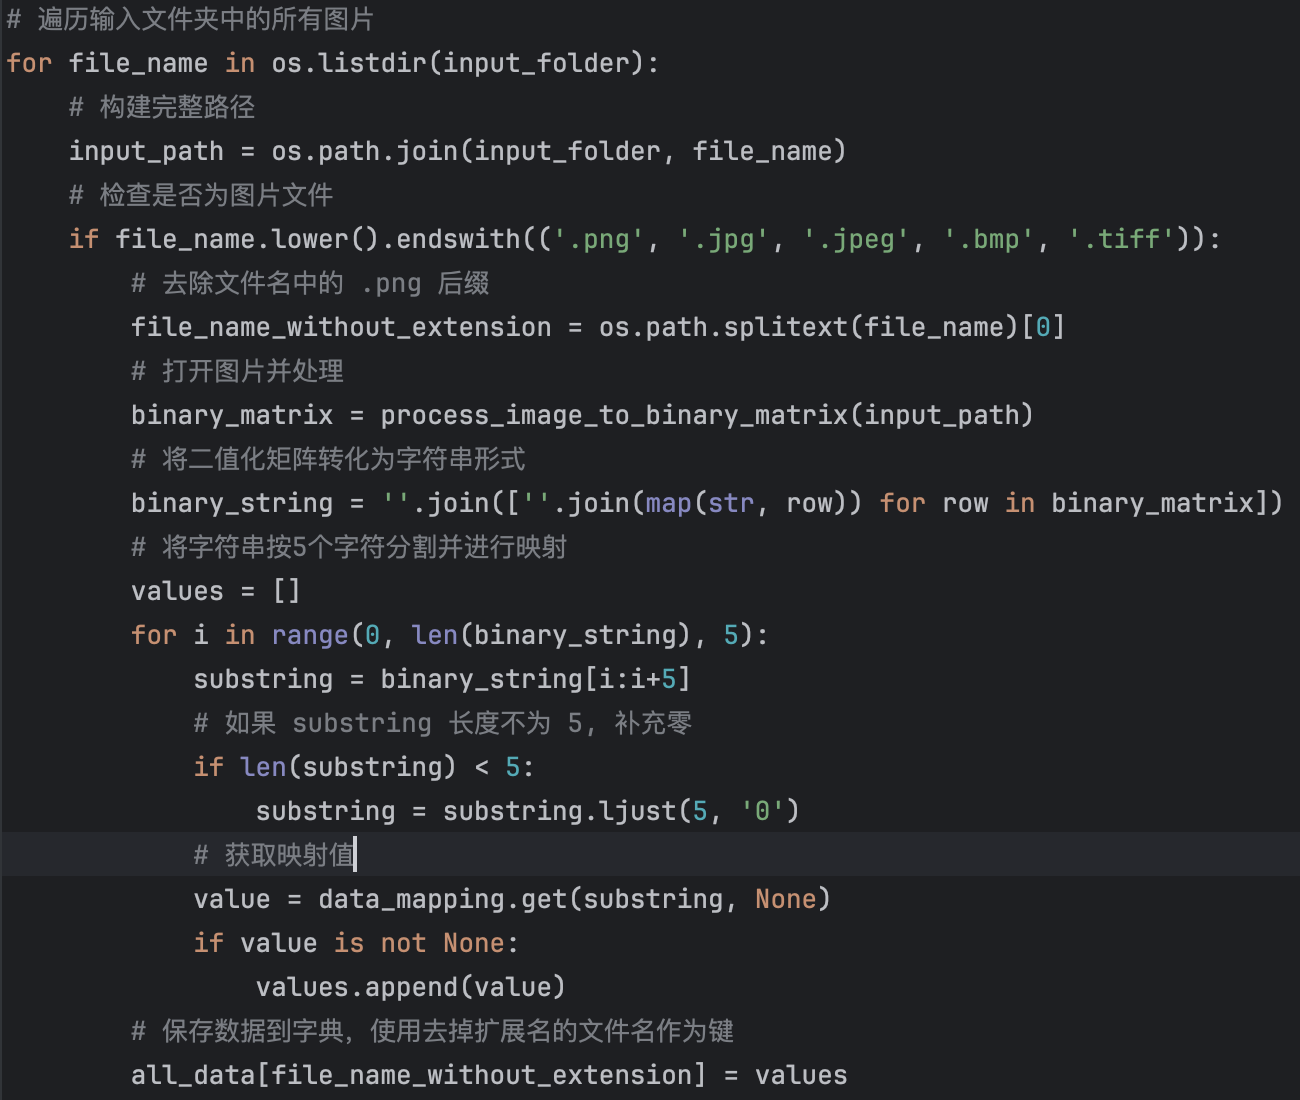 # 遍历输入文件夹中的所有图片
for file_name in os.listdir(input_folder):
    # 构建完整路径
    input_path = os.path.join(input_folder, file_name)
    # 检查是否为图片文件
    if file_name.lower().endswith(('.png', '.jpg', '.jpeg', '.bmp', '.tiff')):
        # 去除文件名中的 .png 后缀
        file_name_without_extension = os.path.splitext(file_name)[0]
        # 打开图片并处理
        binary_matrix = process_image_to_binary_matrix(input_path)
        # 将二值化矩阵转化为字符串形式
        binary_string = ''.join([''.join(map(str, row)) for row in binary_matrix])
        # 将字符串按5个字符分割并进行映射
        values = []
        for i in range(0, len(binary_string), 5):
            substring = binary_string[i:i+5]
            # 如果 substring 长度不为 5, 补充零
            if len(substring) < 5:
                substring = substring.ljust(5, '0')
            # 获取映射值
            value = data_mapping.get(substring, None)
            if value is not None:
                values.append(value)
        # 保存数据到字典，使用去掉扩展名的文件名作为键
        all_data[file_name_without_extension] = values